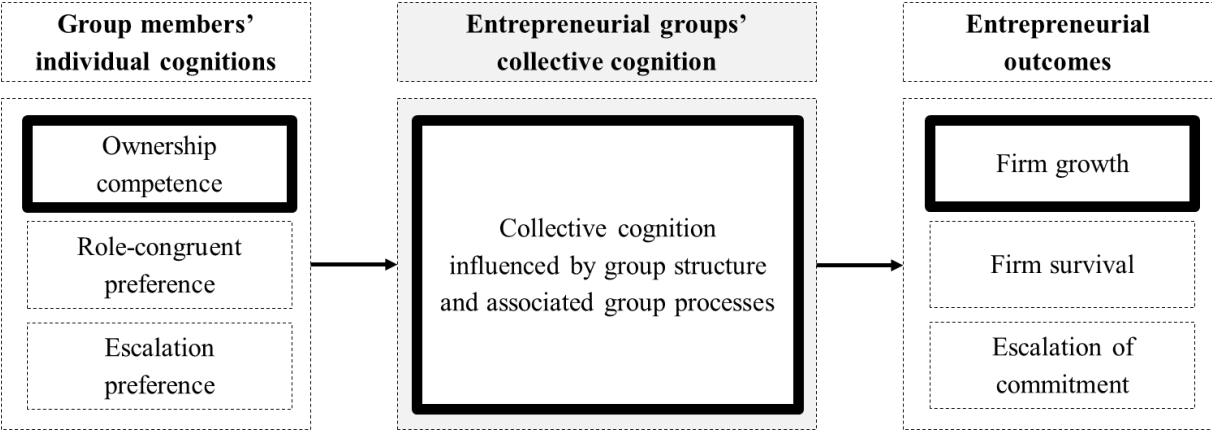 Group members’
individual cognitions
Entrepreneurial groups’
collective cognition
Entrepreneurial
outcomes
Ownership
competence
Role-congruent
preference
Escalation
preference
Collective cognition
influenced by group structure
and associated group processes
Firm growth
Firm survival
Escalation of
commitment